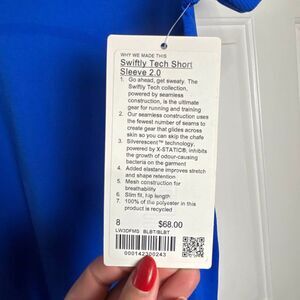 WHY WE MADE THIS
Swiftly Tech Short
Sleeve 2.0
1. Go ahead, get sweaty. The
Swiftly Tech collection,
powered by seamless
construction, is the ultimate
gear for running and training
2. Our seamless construction uses
the fewest number of seams to
create gear that glides across
skin so you can skip the chafe
3. Silverescent™ technology,
powered by X-STATIC®, inhibits
the growth of odour-causing
bacteria on the garment
4. Added elastane improves stretch
and shape retention
5. Mesh construction for
breathability
6. Slim fit, hip length
7. 100% of the polyester in this
product is recycled
8 $68.00
LW3DFMS BLBT/BLBT
000142300243